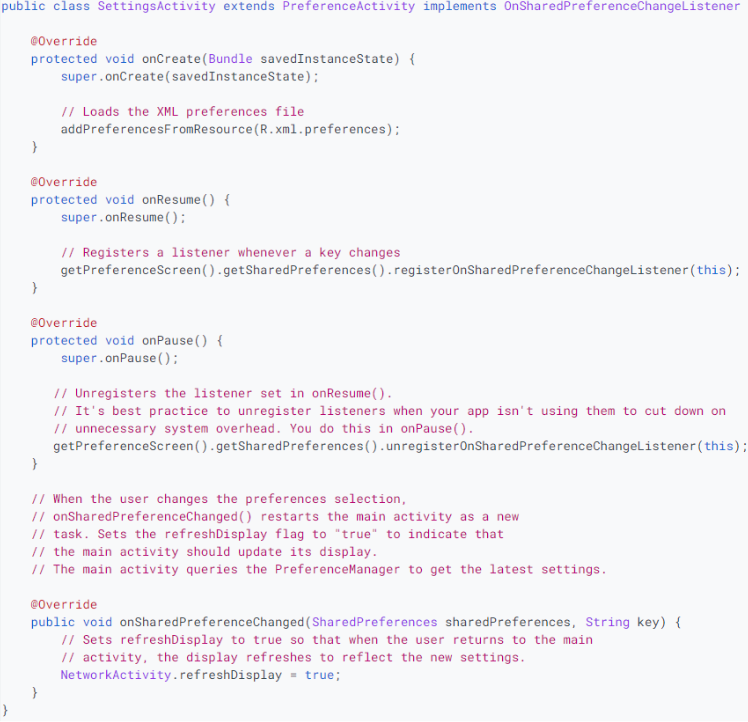 public class SettingsActivity extends PreferenceActivity implements OnSharedPreferenceChangeListener
@Override
protected void onCreate(Bundle savedInstanceState) {
super.onCreate(savedInstanceState);
// Loads the XML preferences file
addPreferencesFromResource(R.xml.preferences);
}
@Override
protected void onResume() {
super.onResume();
// Registers a listener whenever a key changes
getPreferenceScreen().getSharedPreferences().registerOnSharedPreferenceChangeListener(this);
}
@Override
protected void onPause() {
super.onPause();
// Unregisters the listener set in onResume().
// It's best practice to unregister listeners when your app isn't using them to cut down on
// unnecessary system overhead. You do this in onPause().
getPreferenceScreen().getSharedPreferences().unregisterOnSharedPreferenceChangeListener(this);
}
// When the user changes the preferences selection,
// onSharedPreferenceChanged() restarts the main activity as a new
// task. Sets the refreshDisplay flag to "true" to indicate that
// the main activity should update its display.
// The main activity queries the PreferenceManager to get the latest settings.
@Override
public void onSharedPreferenceChanged(SharedPreferences sharedPreferences, String key) {
// Sets refreshDisplay to true so that when the user returns to the main
// activity, the display refreshes to reflect the new settings.
NetworkActivity.refreshDisplay = true;
}
}